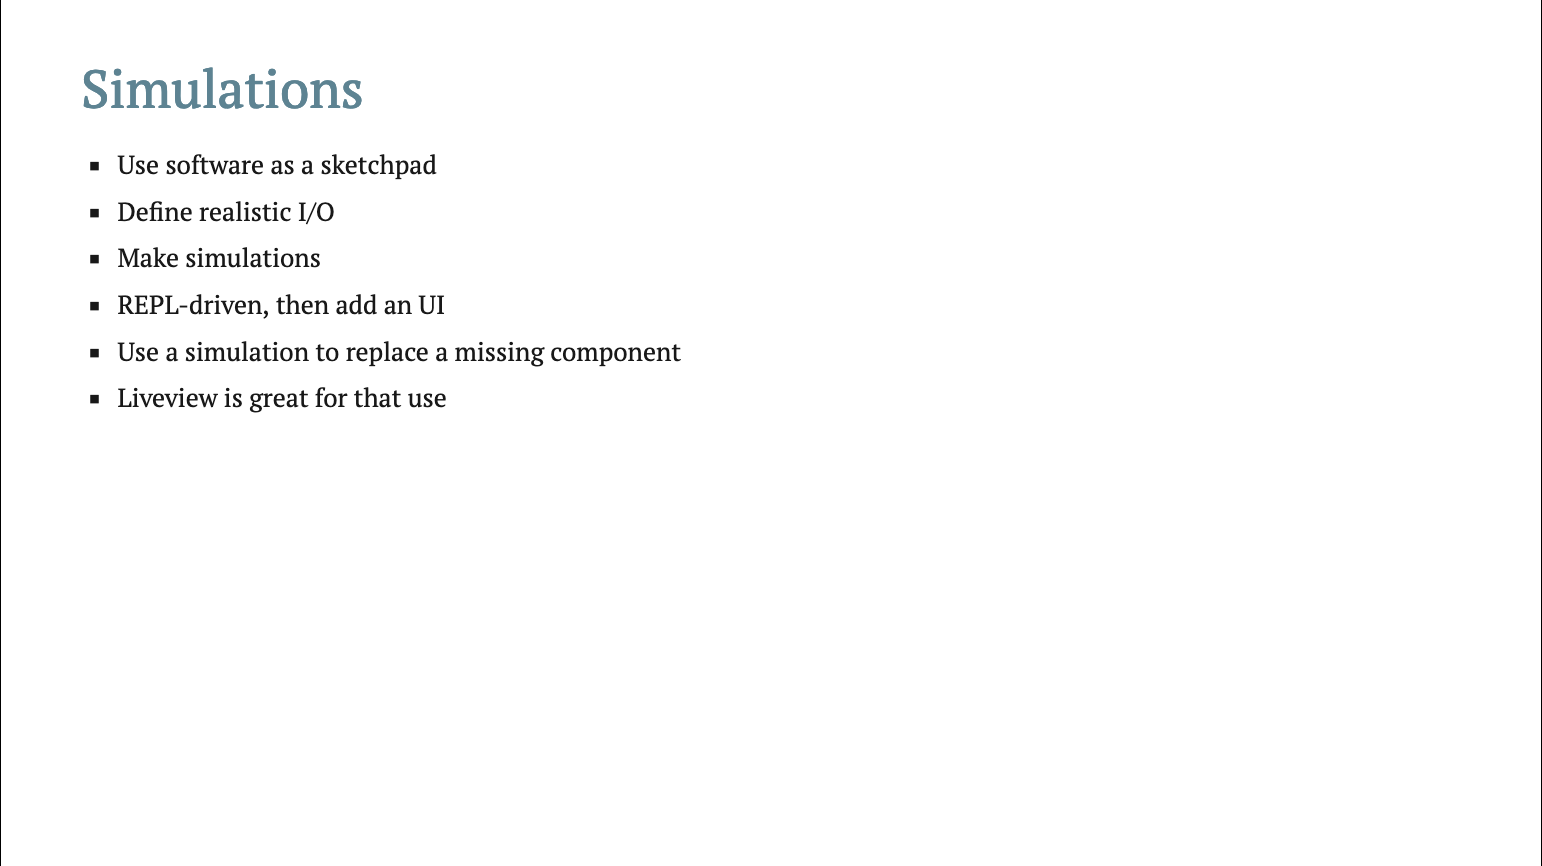 Simulations
▪ Use software as a sketchpad
▪ Define realistic I/O
▪ Make simulations
▪ REPL-driven, then add an UI
▪ Use a simulation to replace a missing component
▪ Liveview is great for that use